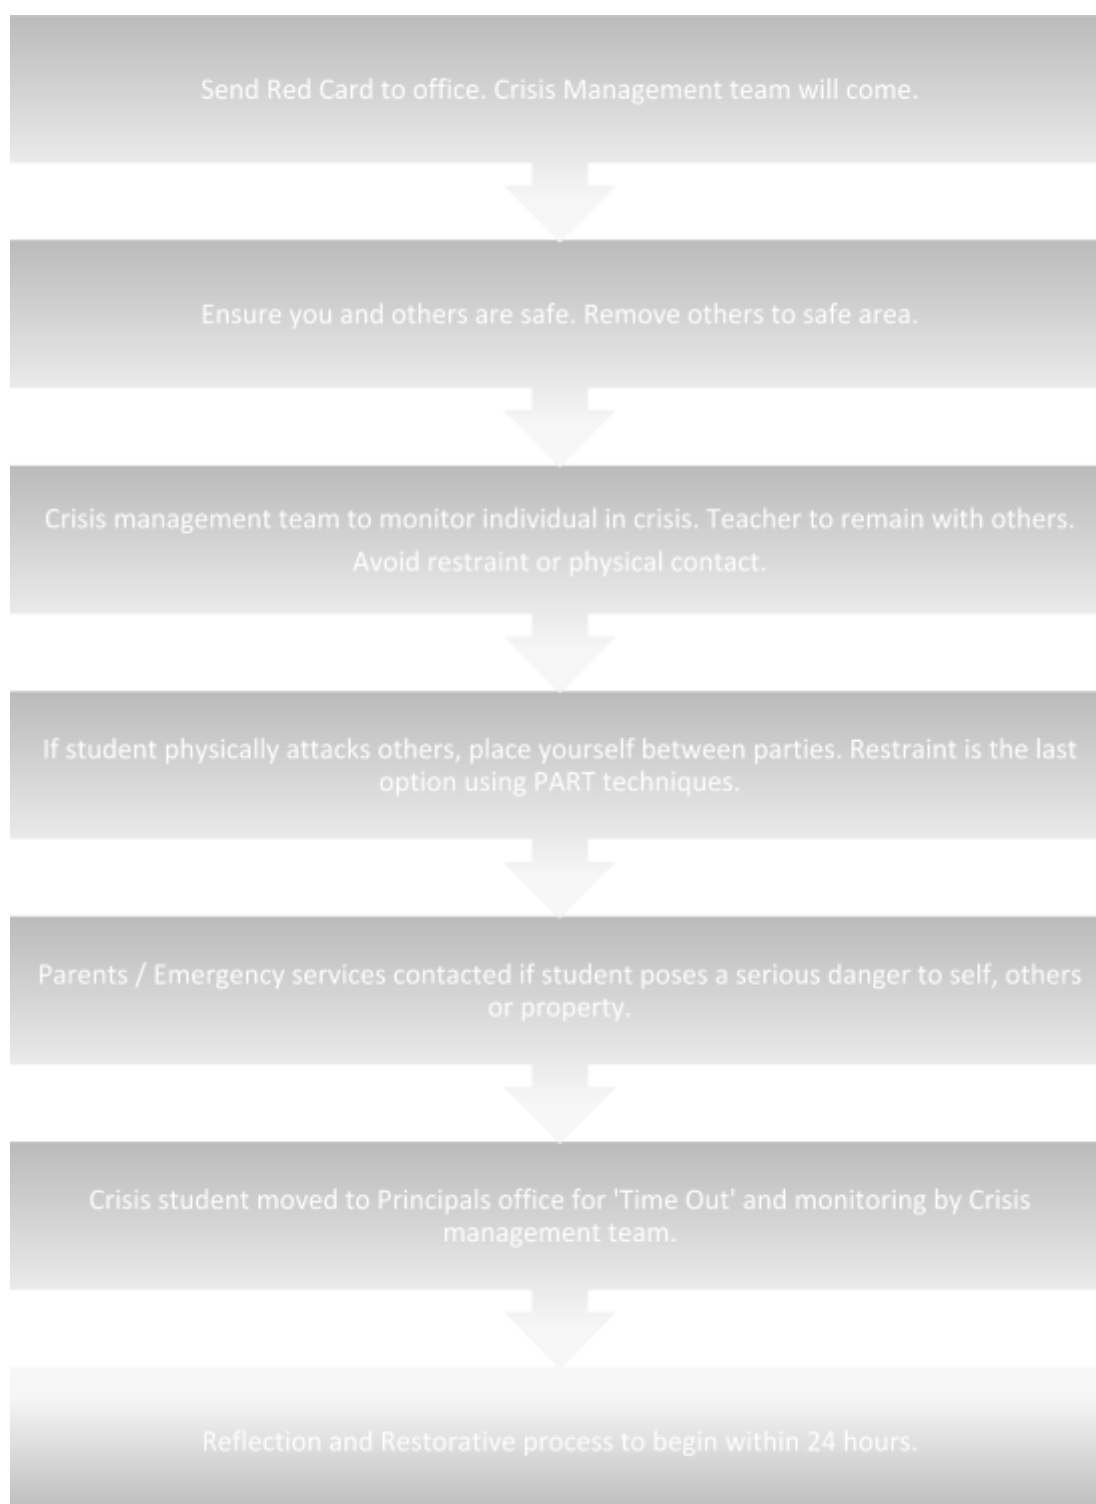 Send Red Card to office. Crisis Management team will come.
Ensure you and others are safe. Remove others to safe area.
Crisis management team to monitor individual in crisis. Teacher to remain with others.
Avoid restraint or physical contact.
If student physically attacks others, place yourself between parties. Restraint is the last
option using PART techniques.
Parents / Emergency services contacted if student poses a serious danger to self, others
or property.
Crisis student moved to Principals office for 'Time Out' and monitoring by Crisis
management team.
Reflection and Restorative process to begin within 24 hours.